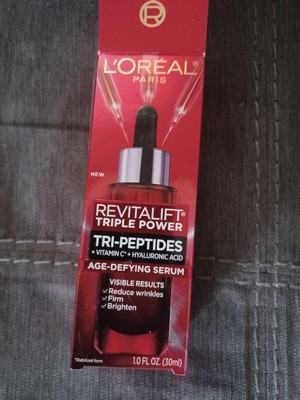 R
L'ORÉAL
PARIS
NEW
REVITALIFT®
TRIPLE POWER
TRI-PEPTIDES
+ VITAMIN C* + HYALURONIC ACID
AGE-DEFYING SERUM
VISIBLE RESULTS
✓ Reduce wrinkles
✓ Firm
✓ Brighten
*Stabilized form
1.0 FL. OZ. (30ml)